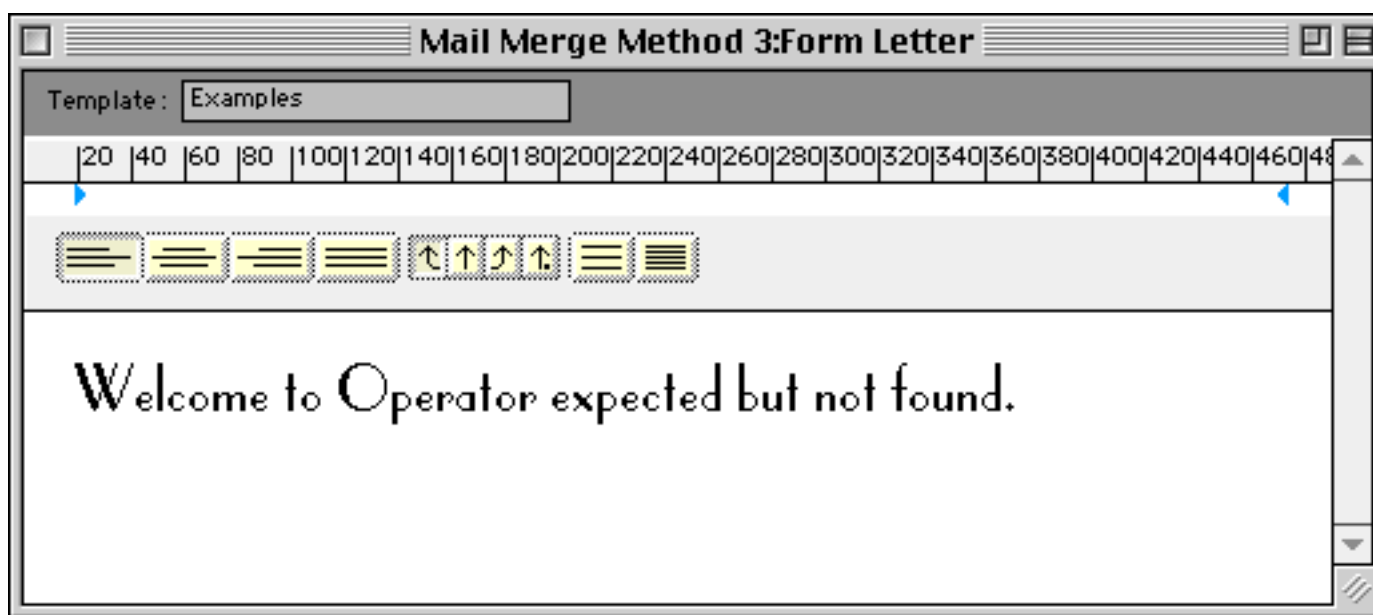 Mail Merge Method 3:Form Letter
Template: Examples
20 40 60 80 100 120 140 160 180 200 220 240 260 280 300 320 340 360 380 400 420 440 460 48
Welcome to Operator expected but not found.